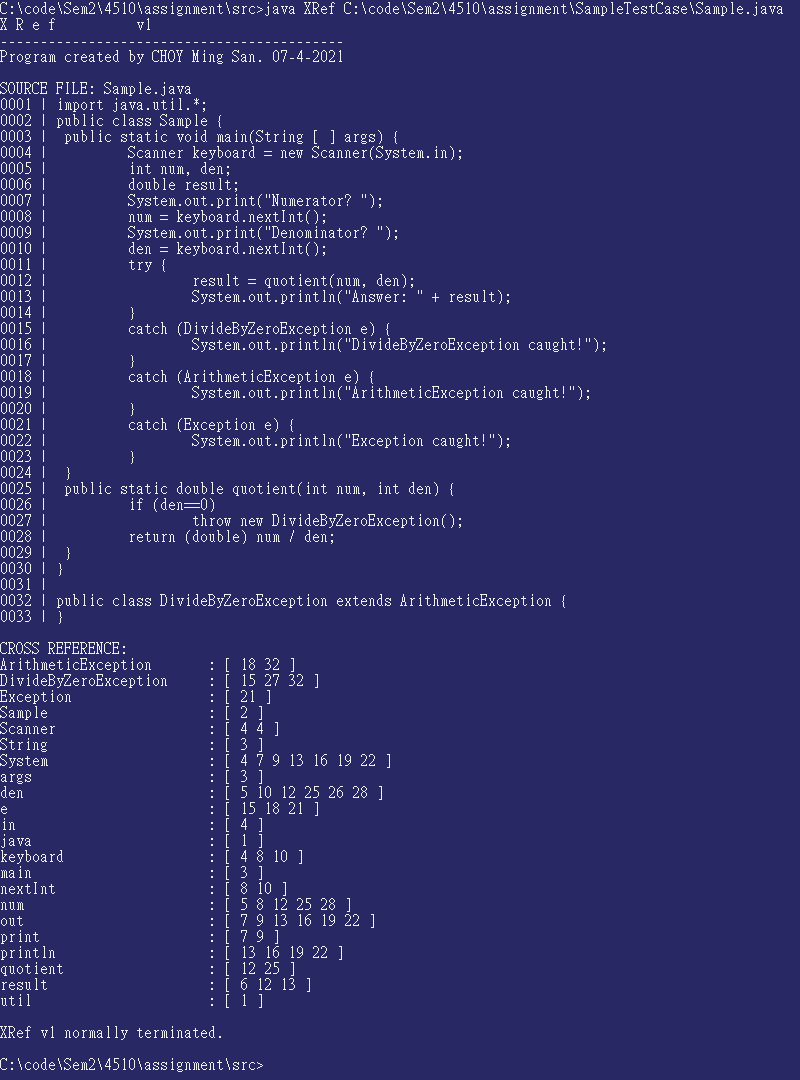 C:\code\Sem2\4510\assignment\src>java XRef C:\code\Sem2\4510\assignment\SampleTestCase\Sample.java
X R e f          v1
-------------------------------------------
Program created by CHOY Ming San. 07-4-2021

SOURCE FILE: Sample.java
0001 | import java.util.*;
0002 | public class Sample {
0003 |  public static void main(String [ ] args) {
0004 |          Scanner keyboard = new Scanner(System.in);
0005 |          int num, den;
0006 |          double result;
0007 |          System.out.print("Numerator? ");
0008 |          num = keyboard.nextInt();
0009 |          System.out.print("Denominator? ");
0010 |          den = keyboard.nextInt();
0011 |          try {
0012 |                  result = quotient(num, den);
0013 |                  System.out.println("Answer: " + result);
0014 |          }
0015 |          catch (DivideByZeroException e) {
0016 |                  System.out.println("DivideByZeroException caught!");
0017 |          }
0018 |          catch (ArithmeticException e) {
0019 |                  System.out.println("ArithmeticException caught!");
0020 |          }
0021 |          catch (Exception e) {
0022 |                  System.out.println("Exception caught!");
0023 |          }
0024 |  }
0025 |  public static double quotient(int num, int den) {
0026 |          if (den==0)
0027 |                  throw new DivideByZeroException();
0028 |          return (double) num / den;
0029 |  }
0030 | }
0031 |
0032 | public class DivideByZeroException extends ArithmeticException {
0033 | }

CROSS REFERENCE:
ArithmeticException       : [ 18 32 ]
DivideByZeroException     : [ 15 27 32 ]
Exception                 : [ 21 ]
Sample                    : [ 2 ]
Scanner                   : [ 4 4 ]
String                    : [ 3 ]
System                    : [ 4 7 9 13 16 19 22 ]
args                      : [ 3 ]
den                       : [ 5 10 12 25 26 28 ]
e                         : [ 15 18 21 ]
in                        : [ 4 ]
java                      : [ 1 ]
keyboard                  : [ 4 8 10 ]
main                      : [ 3 ]
nextInt                   : [ 8 10 ]
num                       : [ 5 8 12 25 28 ]
out                       : [ 7 9 13 16 19 22 ]
print                     : [ 7 9 ]
println                   : [ 13 16 19 22 ]
quotient                  : [ 12 25 ]
result                    : [ 6 12 13 ]
util                      : [ 1 ]

XRef v1 normally terminated.

C:\code\Sem2\4510\assignment\src>